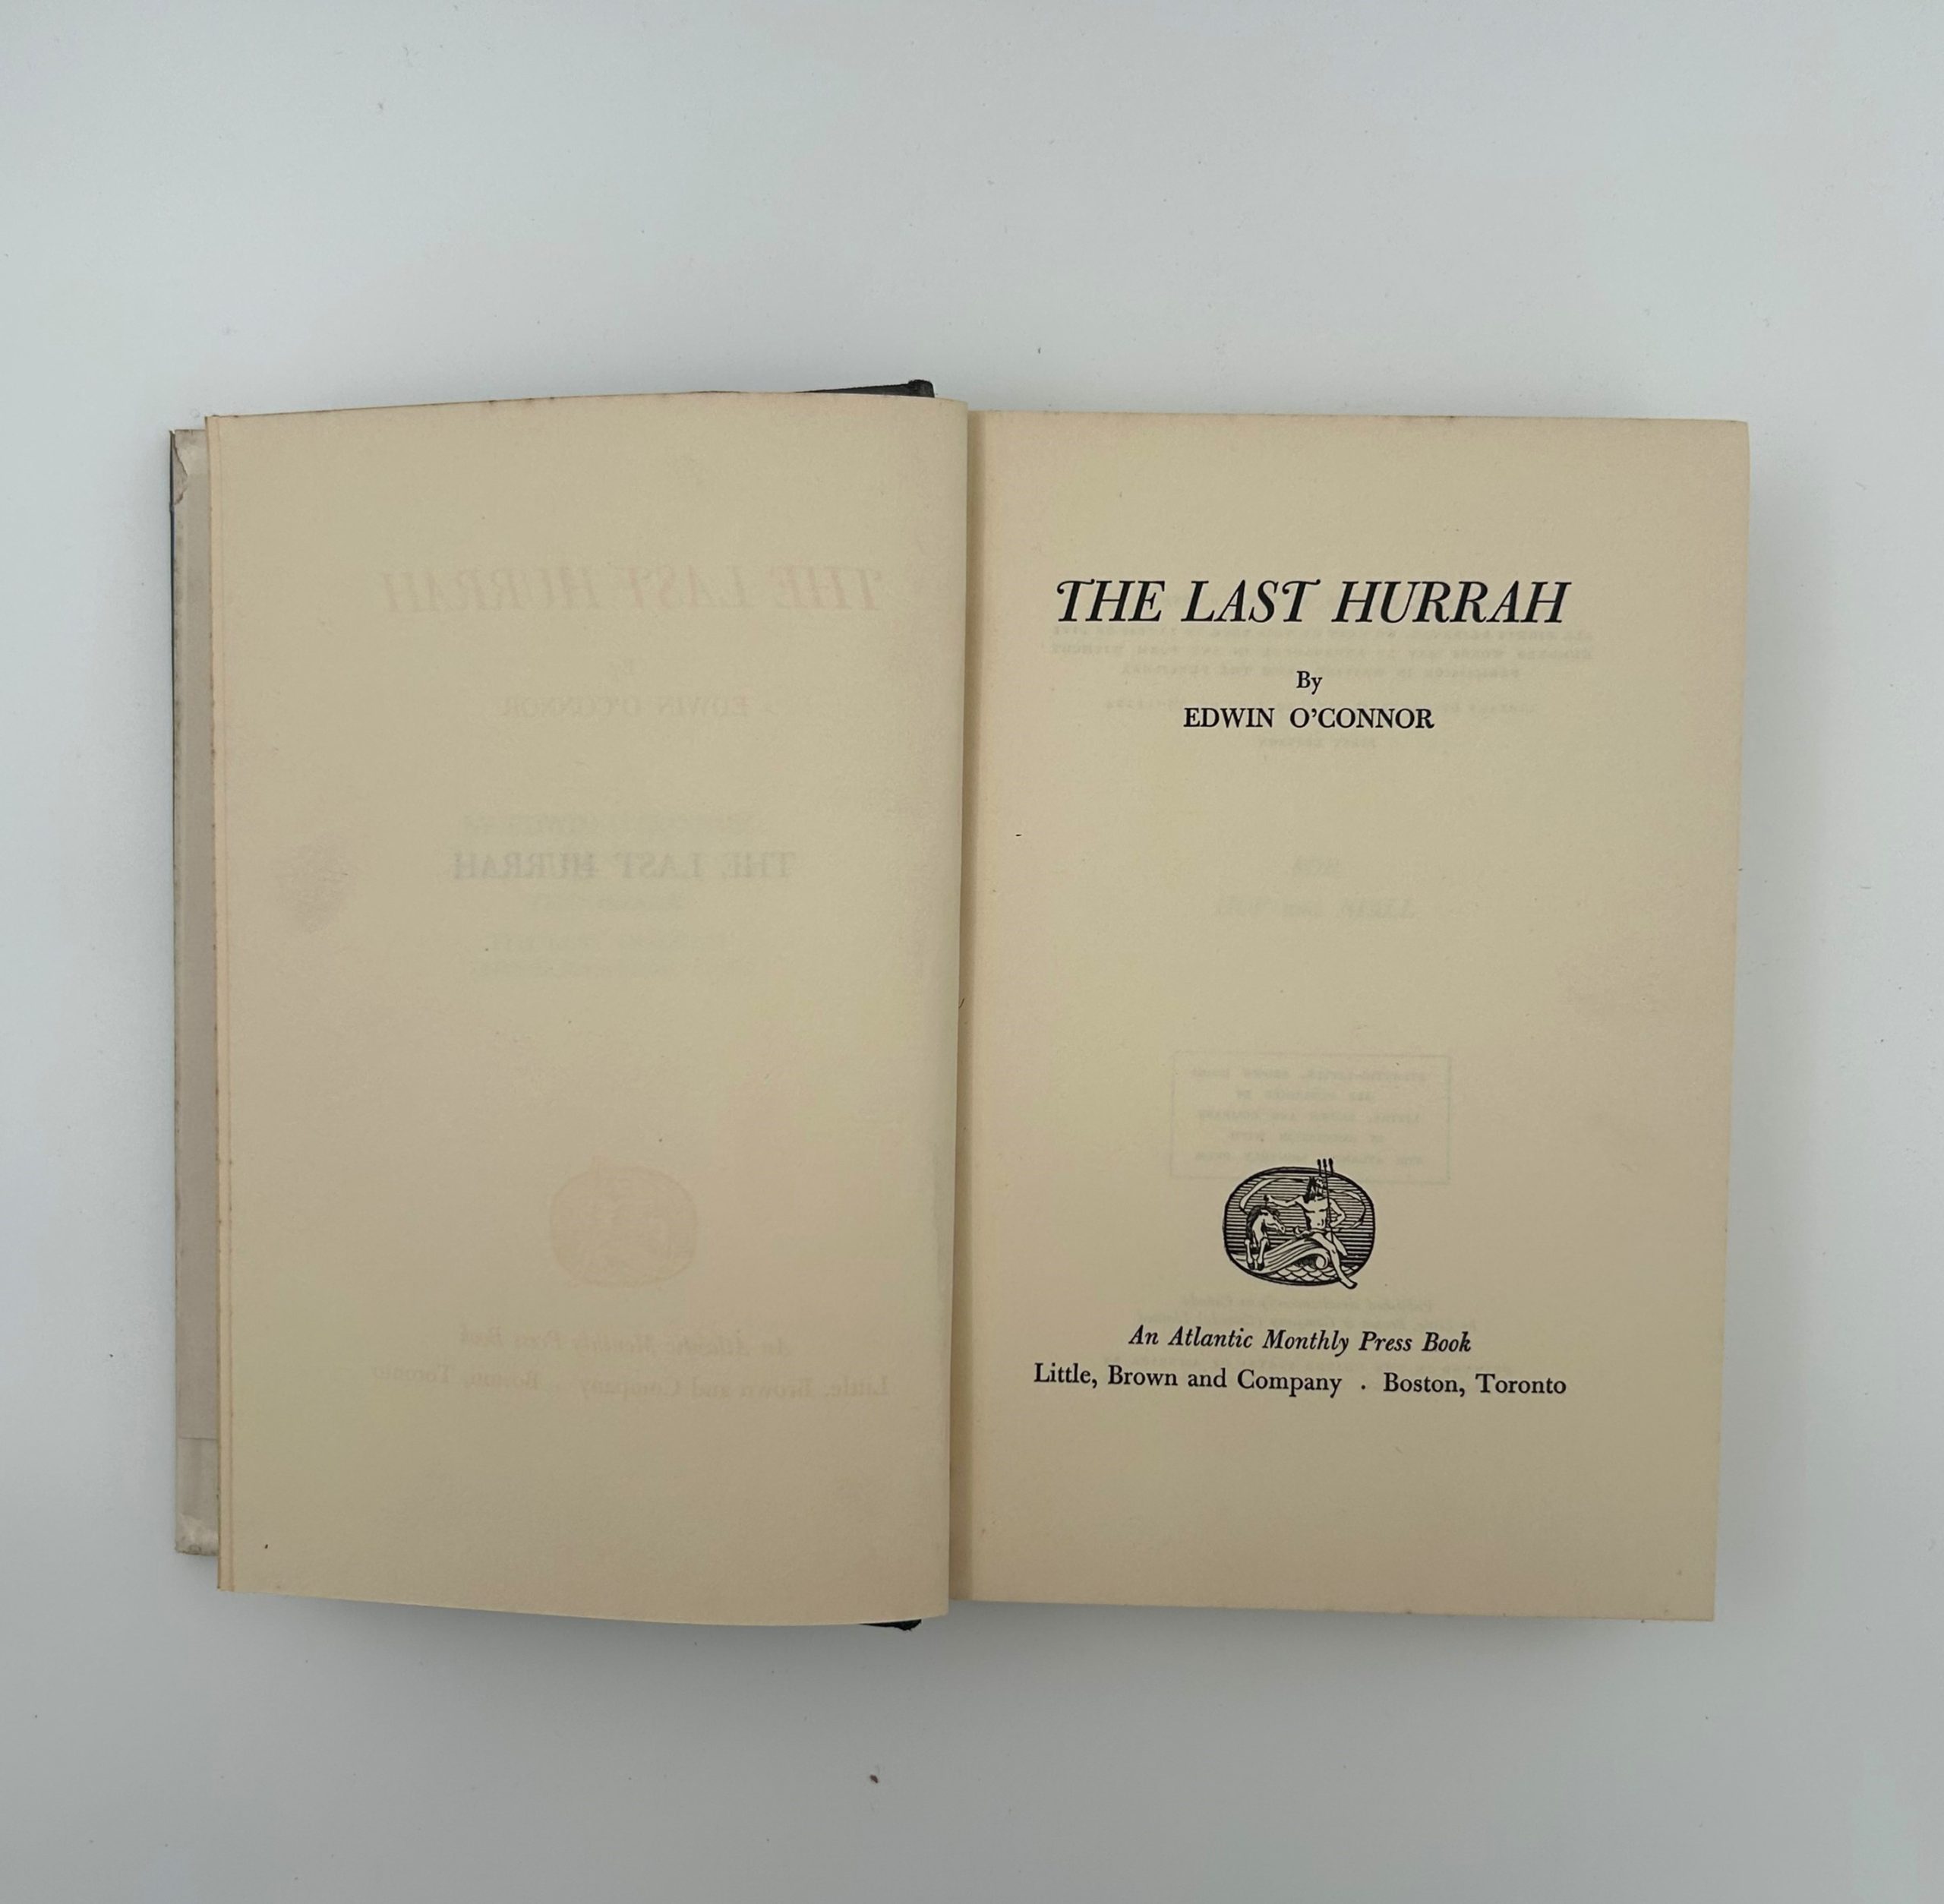 THE LAST HURRAH
By
EDWIN O'CONNOR
An Atlantic Monthly Press Book
Little, Brown and Company . Boston, Toronto